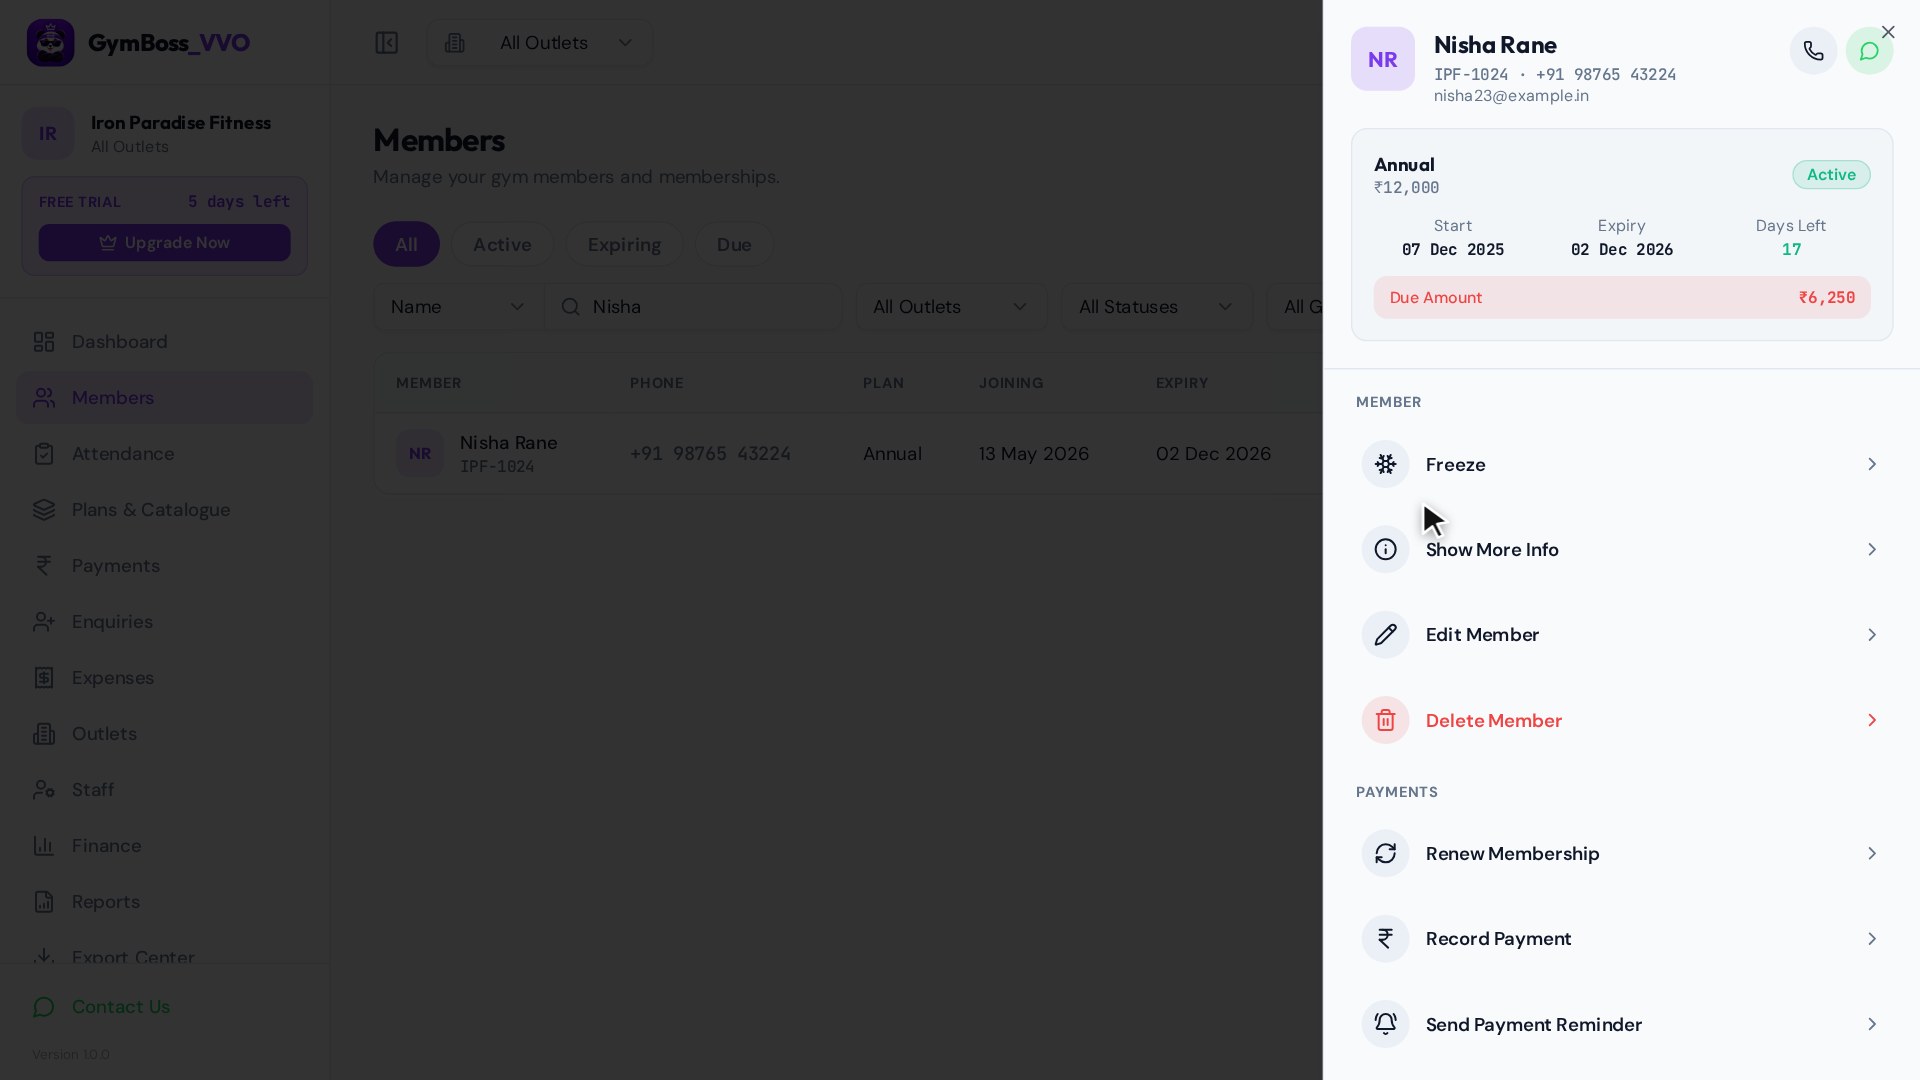 GymBoss_VVO
All Outlets
IR
Iron Paradise Fitness
All Outlets
FREE TRIAL
5 days left
Upgrade Now
Dashboard
Members
Attendance
Plans & Catalogue
Payments
Enquiries
Expenses
Outlets
Staff
Finance
Reports
Export Center
Contact Us
Version 1.0.0
Members
Manage your gym members and memberships.
All
Active
Expiring
Due
Name
Nisha
All Outlets
All Statuses
All G
MEMBER
PHONE
PLAN
JOINING
EXPIRY
NR
Nisha Rane
IPF-1024
+91 98765 43224
Annual
13 May 2026
02 Dec 2026
NR
Nisha Rane
IPF-1024 · +91 98765 43224
nisha23@example.in
Annual
₹12,000
Active
Start
Expiry
Days Left
07 Dec 2025
02 Dec 2026
17
Due Amount
₹6,250
MEMBER
Freeze
Show More Info
Edit Member
Delete Member
PAYMENTS
Renew Membership
Record Payment
Send Payment Reminder